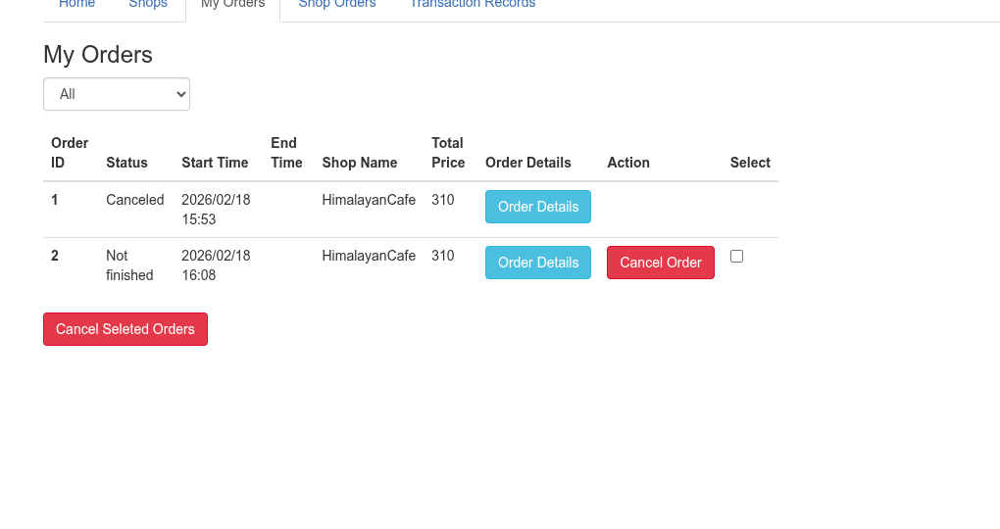 Home Shops My Orders Shop Orders Transaction Records
My Orders
All
Order ID Status Start Time End Time Shop Name Total Price Order Details Action Select
1 Canceled 2026/02/18 15:53 HimalayanCafe 310 Order Details
2 Not finished 2026/02/18 16:08 HimalayanCafe 310 Order Details Cancel Order
Cancel Seleted Orders